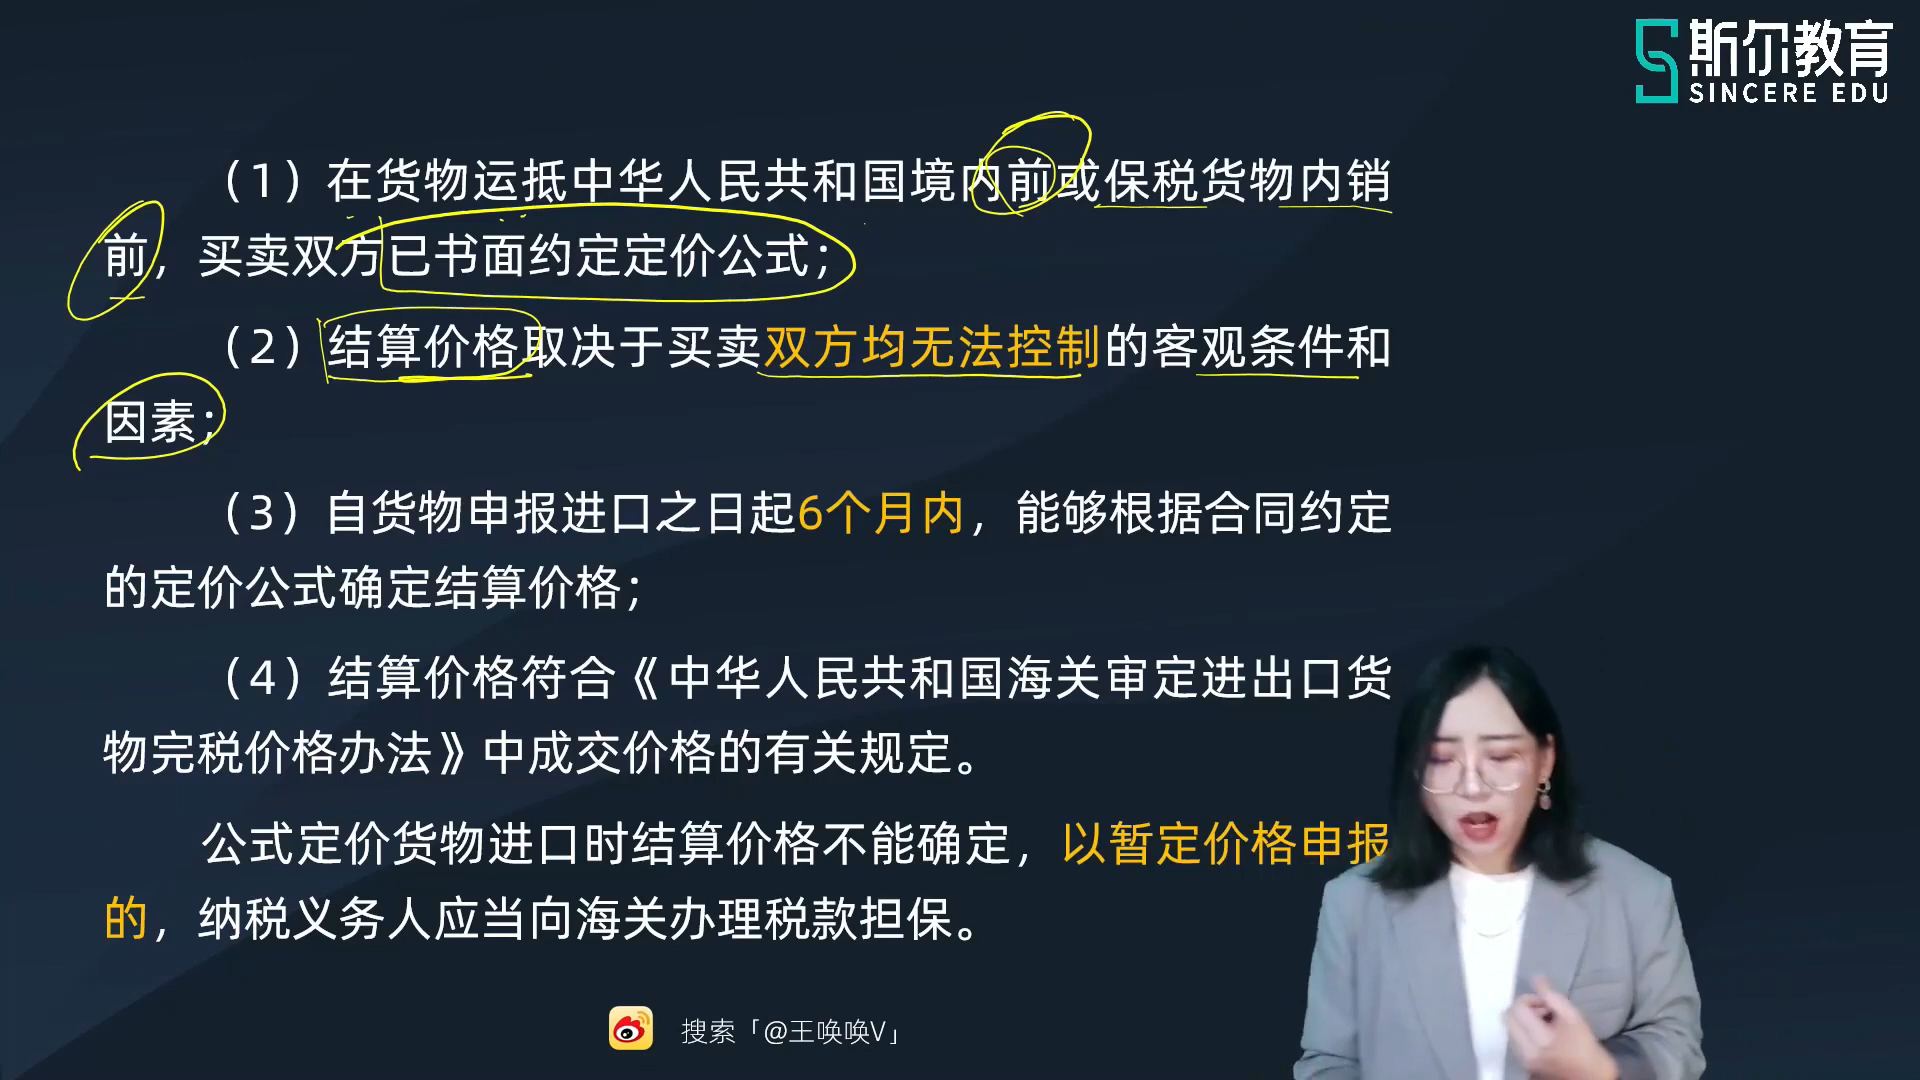 斯尔教育
SINCERE EDU
（1）在货物运抵中华人民共和国境内前或保税货物内销
前，买卖双方已书面约定定价公式；
（2）结算价格取决于买卖双方均无法控制的客观条件和
因素；
（3）自货物申报进口之日起6个月内，能够根据合同约定
的定价公式确定结算价格；
（4）结算价格符合《中华人民共和国海关审定进出口货
物完税价格办法》中成交价格的有关规定。
公式定价货物进口时结算价格不能确定，以暂定价格申报
的，纳税义务人应当向海关办理税款担保。
搜索「@王唤唤V」